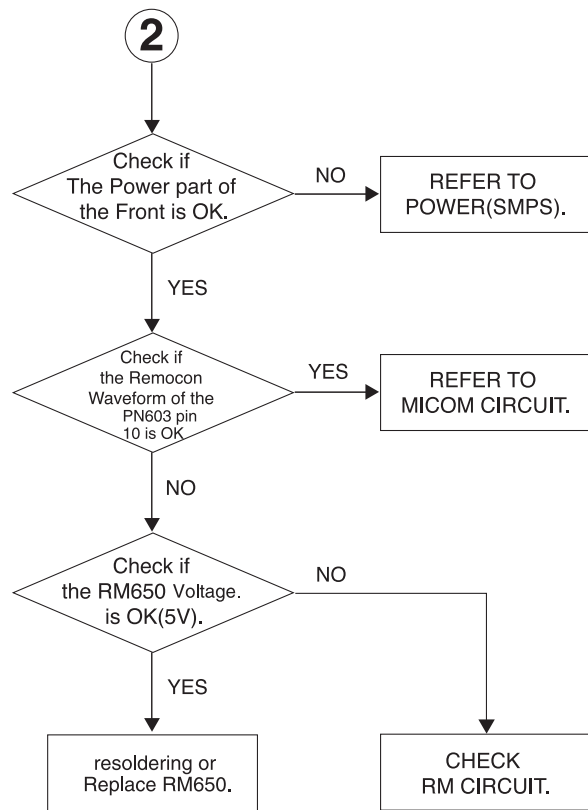 2
Check if
The Power part of
the Front is OK.
NO
REFER TO
POWER(SMPS).
YES
Check if
the Remocon
Waveform of the
PN603 pin
10 is OK
YES
REFER TO
MICOM CIRCUIT.
NO
Check if
the RM650 Voltage.
is OK(5V).
NO
YES
resoldering or
Replace RM650.
CHECK
RM CIRCUIT.